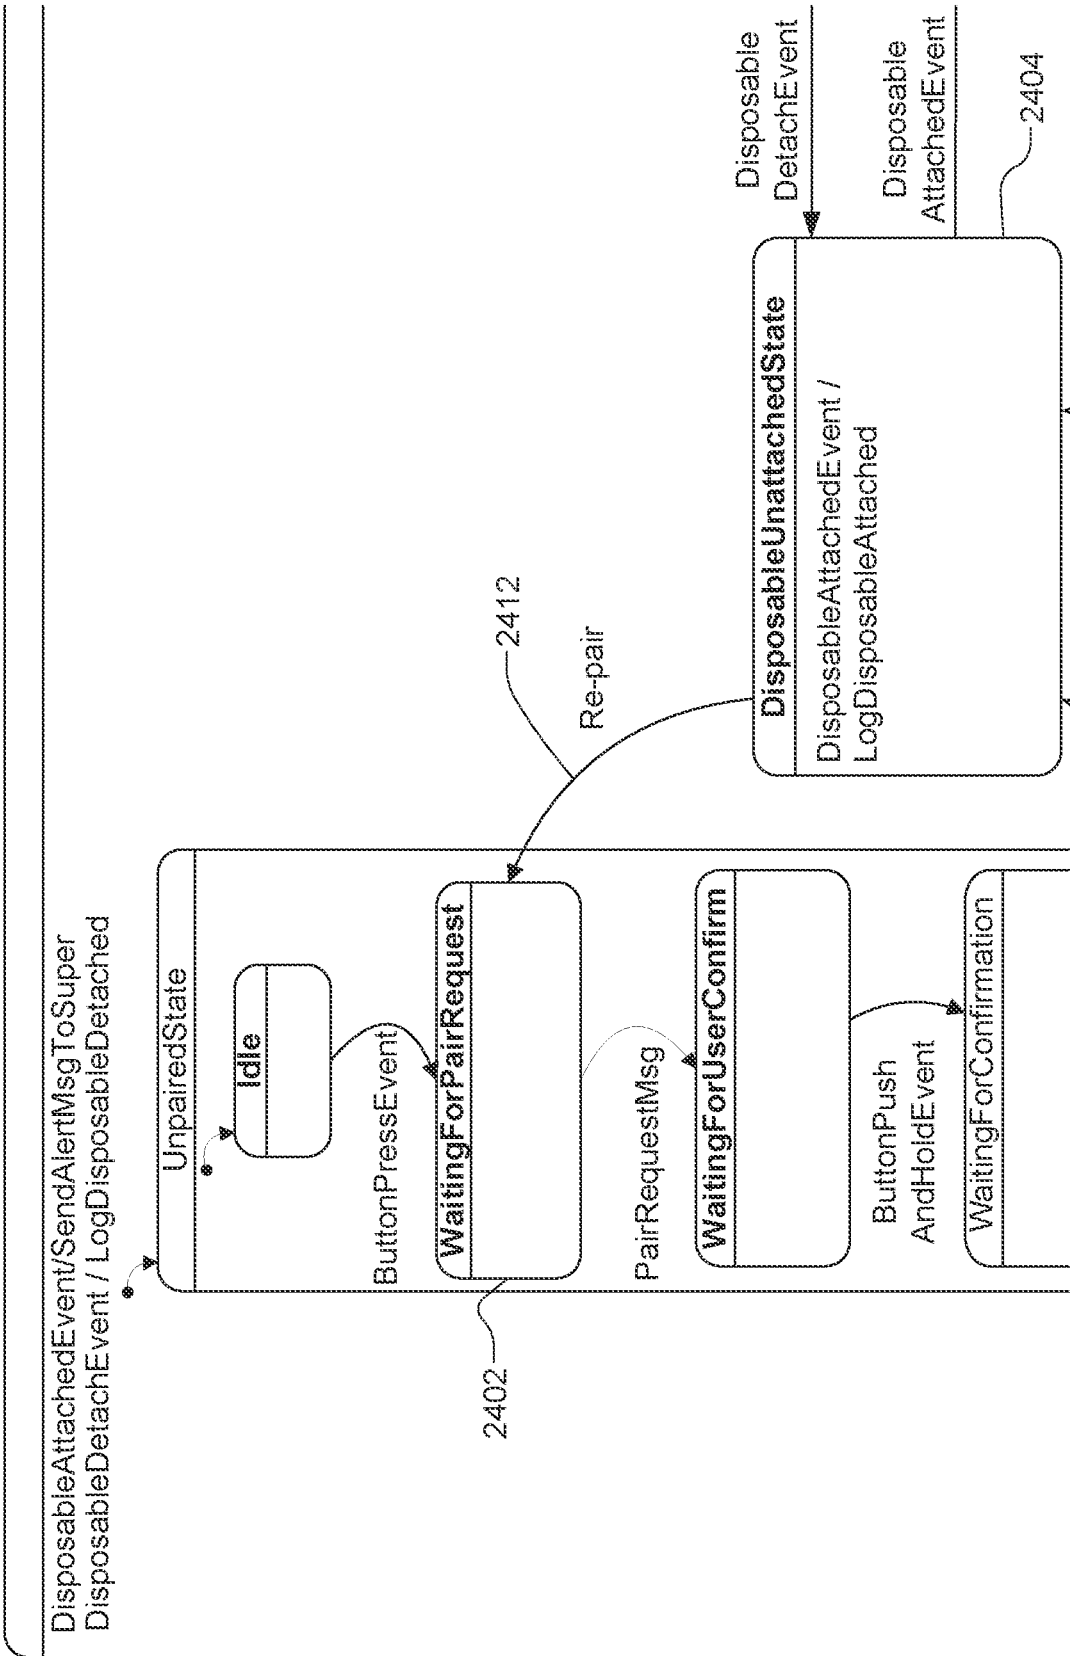 DisposableAttachedEvent/SendAlertMsgToSuper
DisposableDetachEvent / LogDisposableDetached
UnpairedState
Idle
ButtonPressEvent
WaitingForPairRequest
2402
PairRequestMsg
WaitingForUserConfirm
ButtonPush
AndHoldEvent
WaitingForConfirmation
2412
Re-pair
DisposableUnattachedState
DisposableAttachedEvent /
LogDisposableAttached
Disposable
DetachEvent
Disposable
AttachedEvent
2404